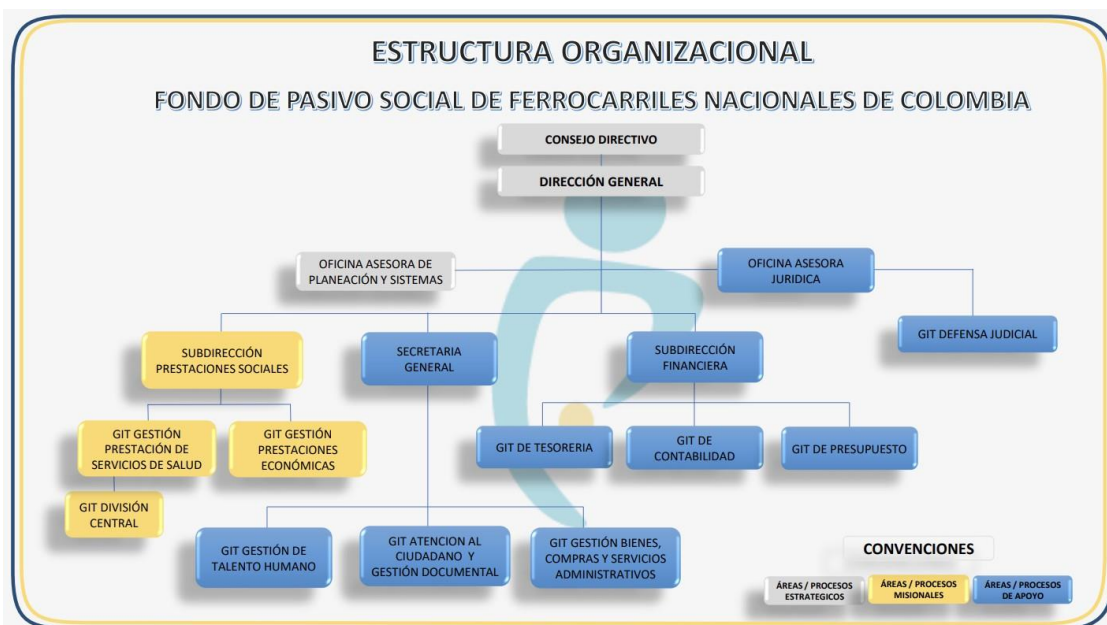 ESTRUCTURA ORGANIZACIONAL
FONDO DE PASIVO SOCIAL DE FERROCARRILES NACIONALES DE COLOMBIA
CONSEJO DIRECTIVO
DIRECCIÓN GENERAL
OFICINA ASESORA DE
PLANEACIÓN Y SISTEMAS
OFICINA ASESORA
JURIDICA
GIT DEFENSA JUDICIAL
SUBDIRECCIÓN
PRESTACIONES SOCIALES
SECRETARIA
GENERAL
SUBDIRECCIÓN
FINANCIERA
GIT GESTIÓN
PRESTACIÓN DE
SERVICIOS DE SALUD
GIT GESTIÓN
PRESTACIONES
ECONÓMICAS
GIT DE TESORERIA
GIT DE
CONTABILIDAD
GIT DE PRESUPUESTO
GIT DIVISIÓN
CENTRAL
GIT GESTIÓN DE
TALENTO HUMANO
GIT ATENCION AL
CIUDADANO Y
GESTIÓN DOCUMENTAL
GIT GESTIÓN BIENES,
COMPRAS Y SERVICIOS
ADMINISTRATIVOS
CONVENCIONES
ÁREAS / PROCESOS
ESTRATEGICOS
ÁREAS / PROCESOS
MISIONALES
ÁREAS / PROCESOS
DE APOYO